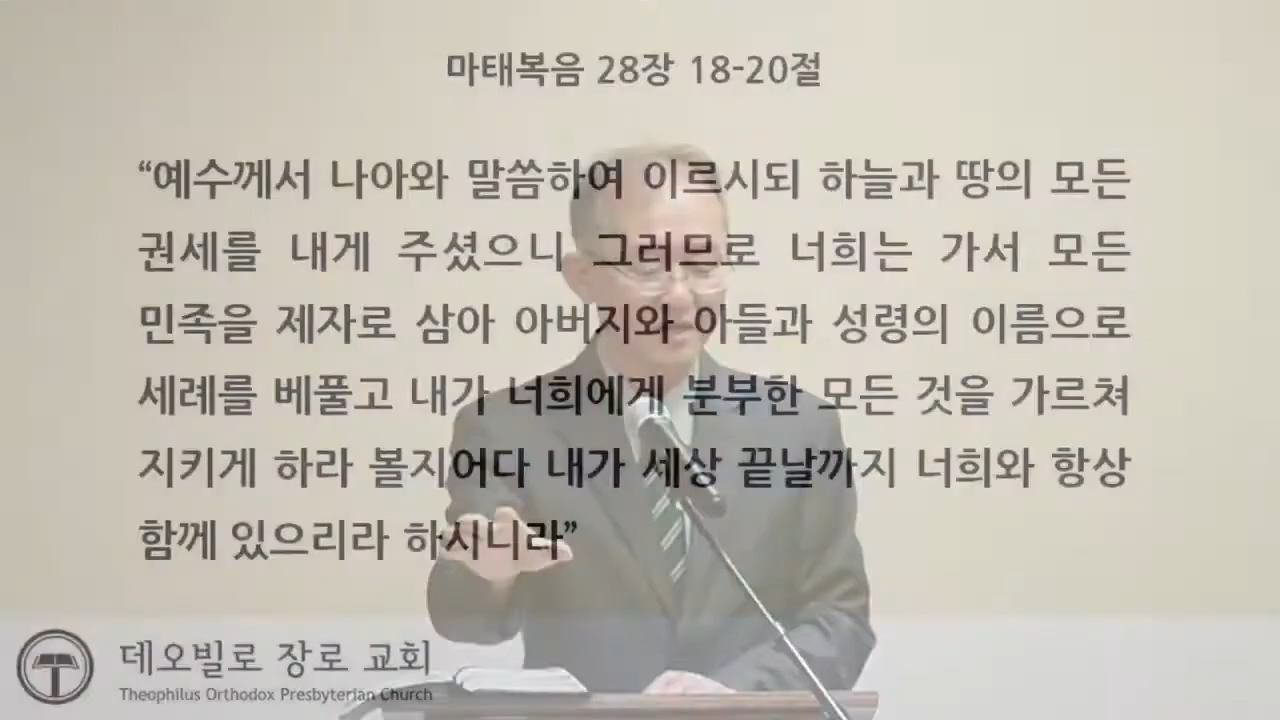 마태복음 28장 18-20절
“예수께서 나아와 말씀하여 이르시되 하늘과 땅의 모든
권세를 내게 주셨으니 그러므로 너희는 가서 모든
민족을 제자로 삼아 아버지와 아들과 성령의 이름으로
세례를 베풀고 내가 너희에게 분부한 모든 것을 가르쳐
지키게 하라 볼지어다 내가 세상 끝날까지 너희와 항상
함께 있으리라 하시니라”
데오빌로 장로 교회
Theophilus Orthodox Presbyterian Church